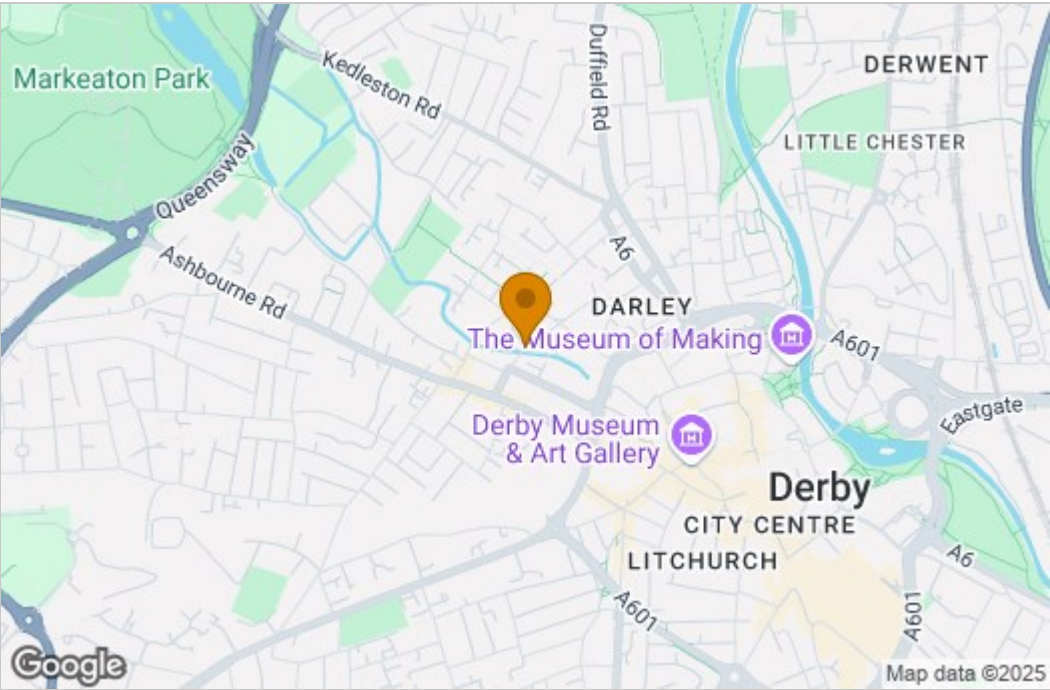 Markeaton Park
Kedleston Rd
Duffield Rd
DERWENT
LITTLE CHESTER
Queensway
Ashbourne Rd
A6
DARLEY
The Museum of Making
A601
Eastgate
Derby Museum
& Art Gallery
Derby
CITY CENTRE
LITCHURCH
A6
A601
A601
Google
Map data ©2025